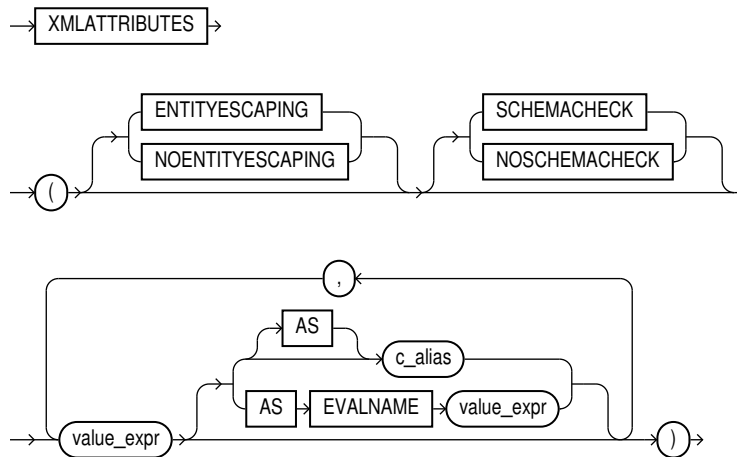 XMLATTRIBUTES
ENTITYESCAPING SCHEMACHECK
NOENTITYESCAPING NOSCHEMACHECK
(
,
AS
c_alias
AS EVALNAME value_expr
value_expr )